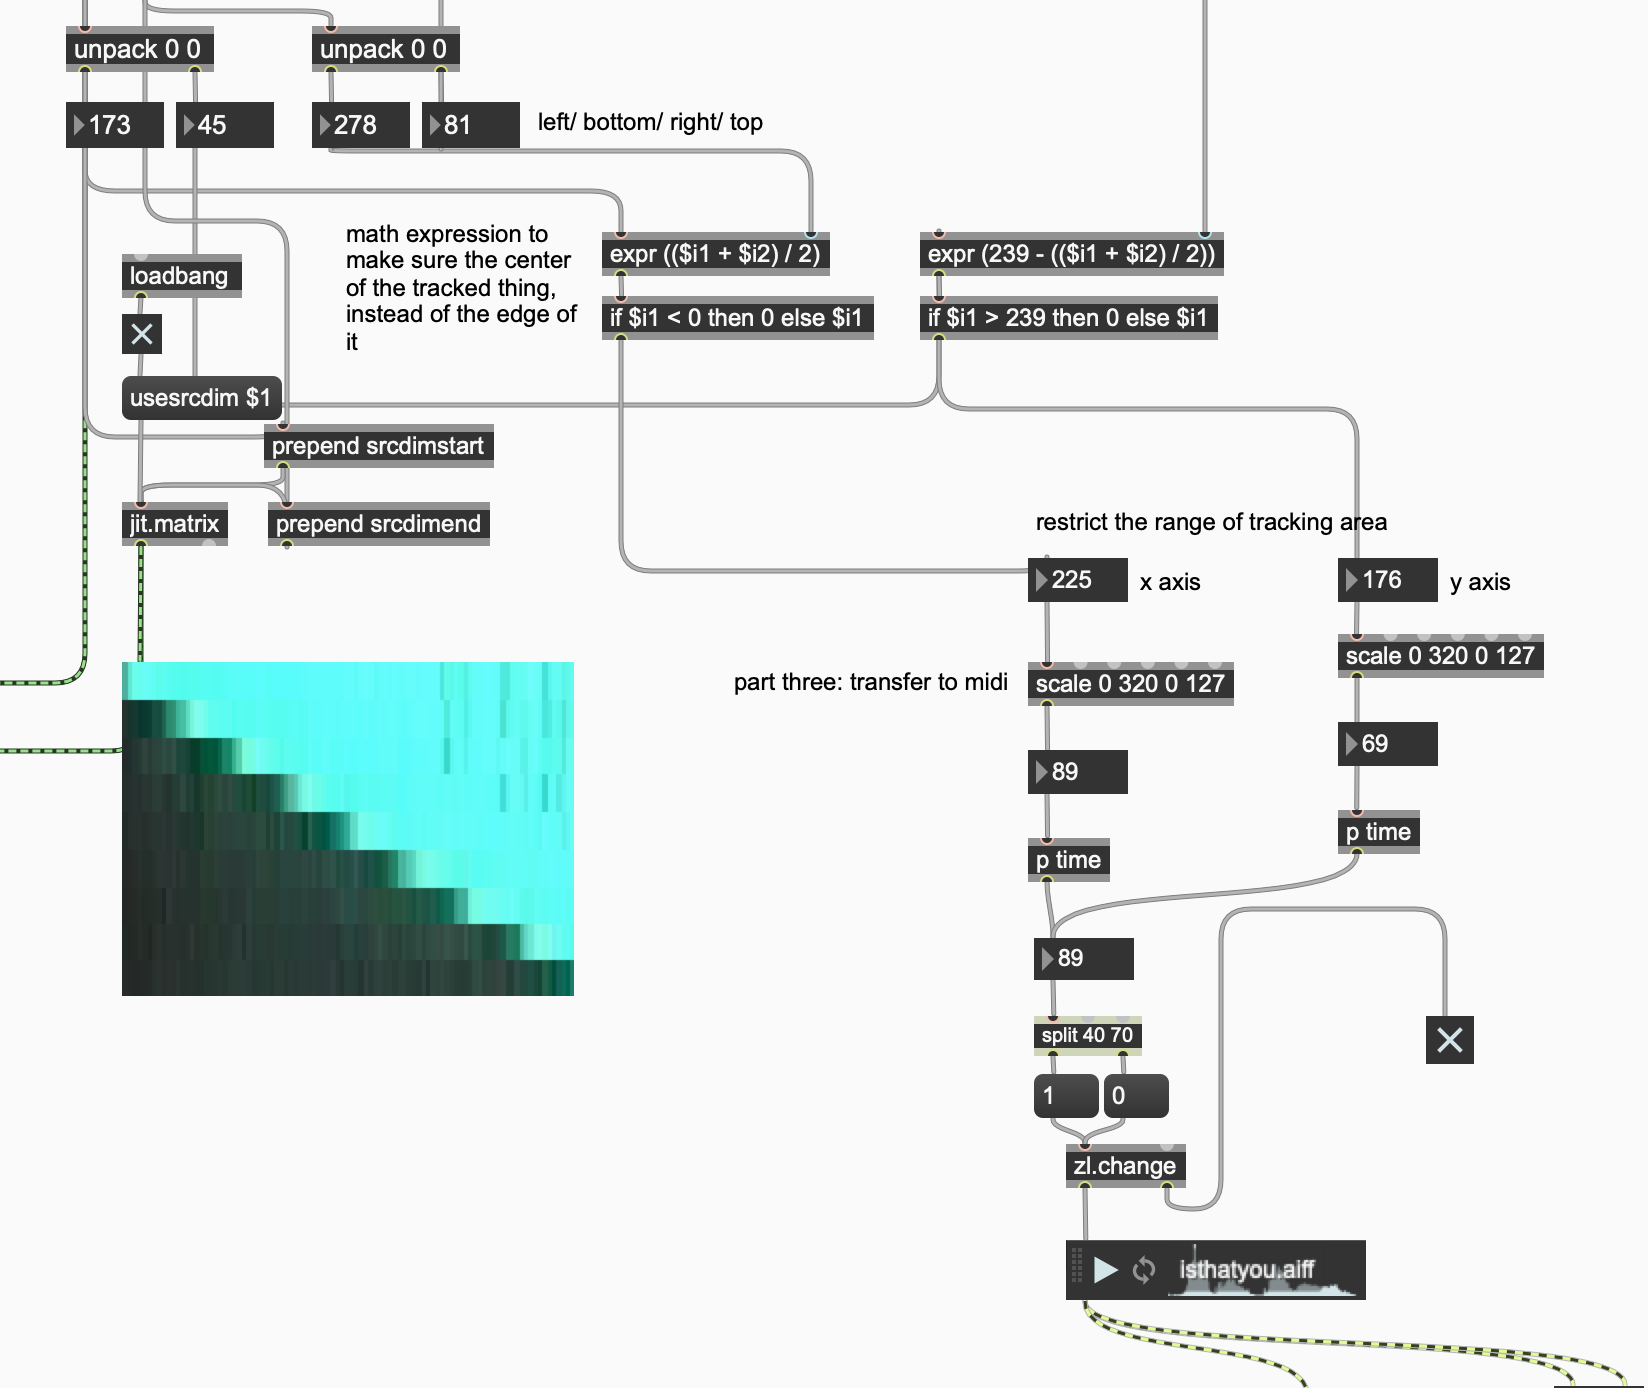 unpack 0 0
unpack 0 0
173
45
278
81
left/ bottom/ right/ top
math expression to
make sure the center
of the tracked thing,
instead of the edge of
it
expr (($i1 + $i2) / 2)
expr (239 - (($i1 + $i2) / 2))
loadbang
if $i1 < 0 then 0 else $i1
if $i1 > 239 then 0 else $i1
usesrcdim $1
prepend srcdimstart
jit.matrix
prepend srcdimend
restrict the range of tracking area
225
x axis
176
y axis
scale 0 320 0 127
part three: transfer to midi
scale 0 320 0 127
69
89
p time
p time
89
split 40 70
1
0
zl.change
isthatyou.aiff